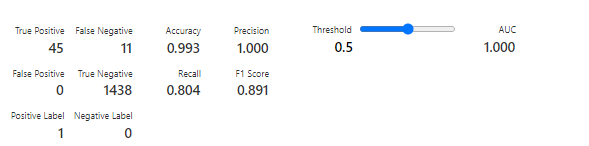 True Positive False Negative Accuracy Precision Threshold AUC
45 11 0.993 1.000 0.5 1.000
False Positive True Negative Recall F1 Score
0 1438 0.804 0.891
Positive Label Negative Label
1 0